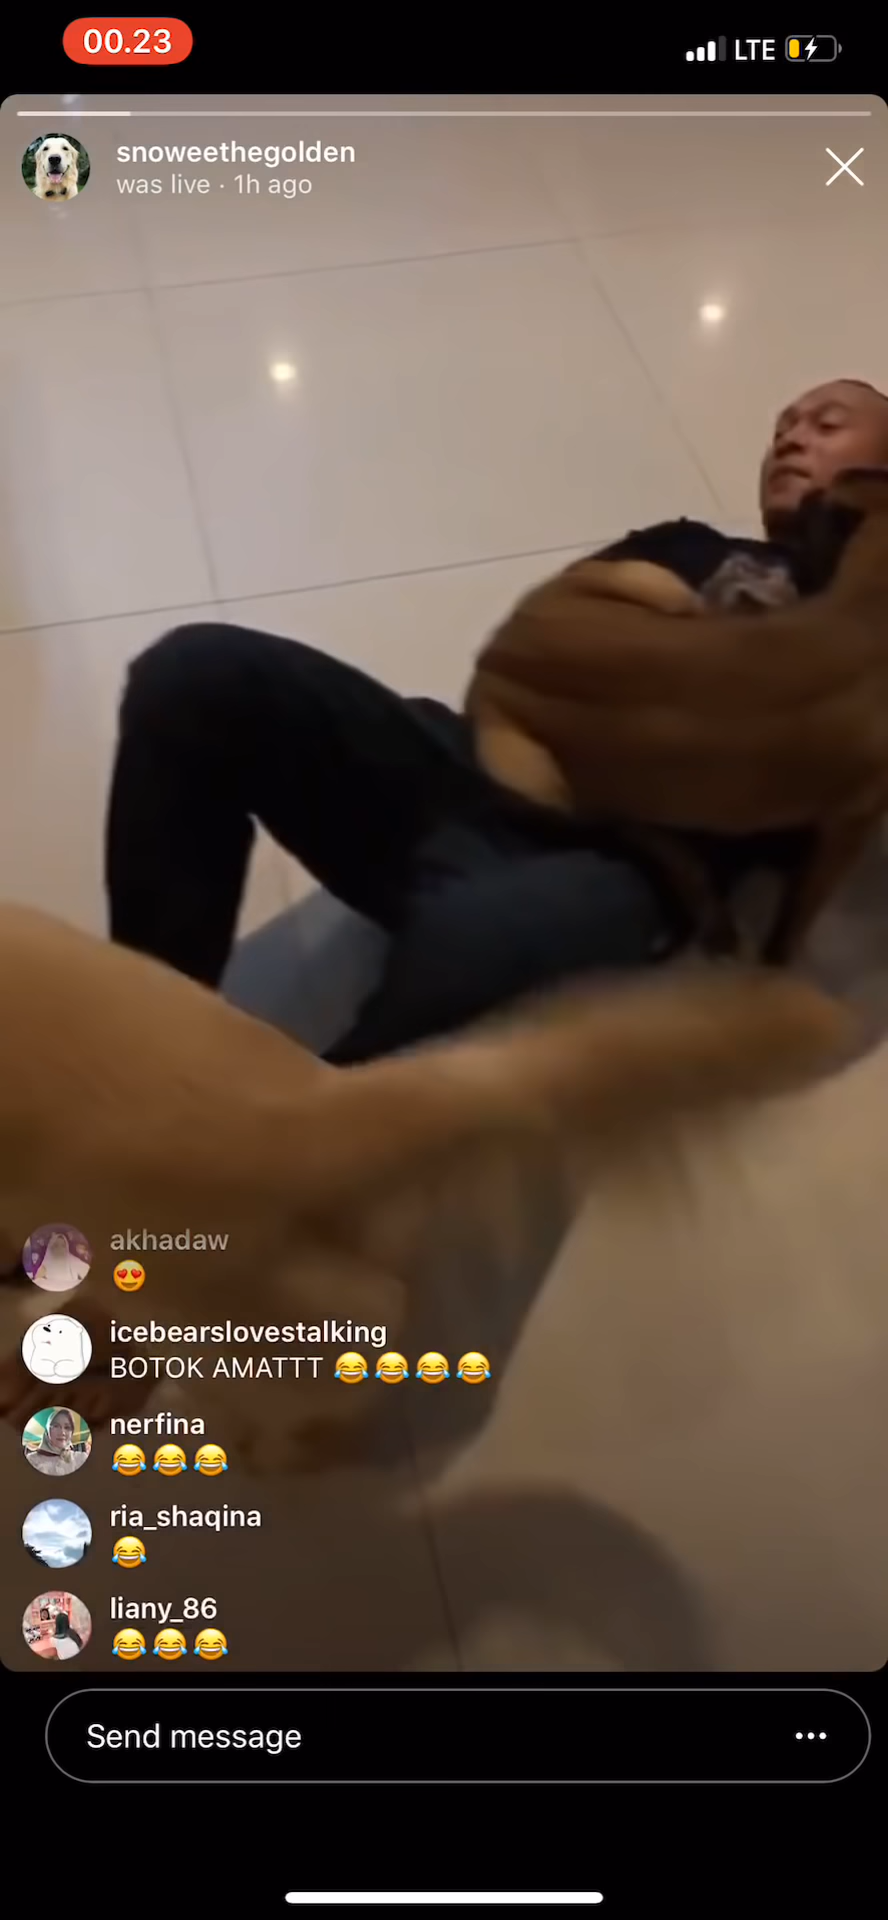 00.23
LTE
snoweethegolden
was live · 1h ago
akhadaw
😍
icebearslovestalking
BOTOK AMATTT 😂😂😂😂
nerfina
😂😂😂
ria_shaqina
😂
liany_86
😂😂😂
Send message